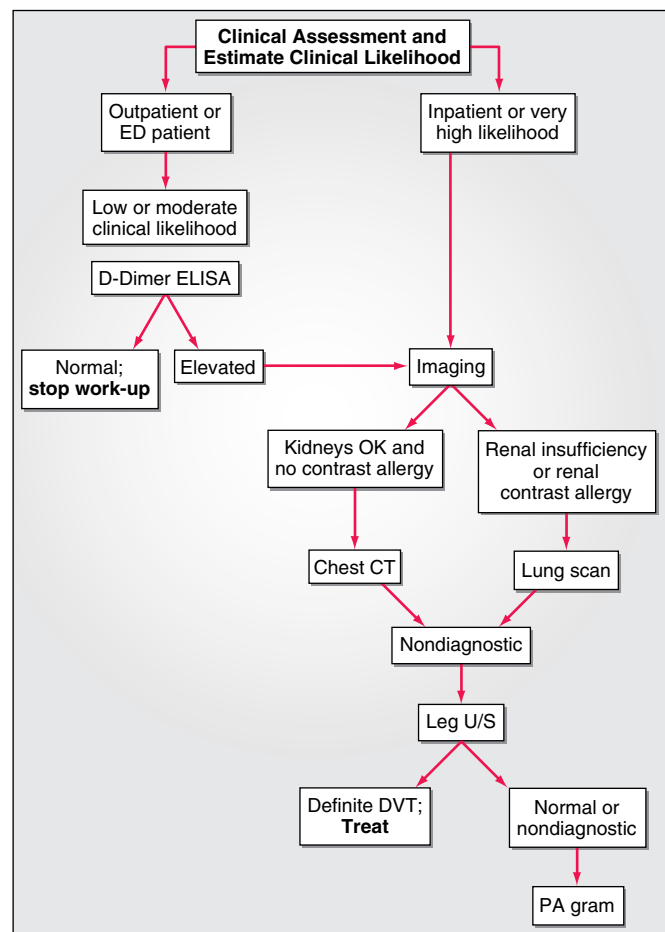 Clinical Assessment and
Estimate Clinical Likelihood
Outpatient or
ED patient
Inpatient or very
high likelihood
Low or moderate
clinical likelihood
D-Dimer ELISA
Normal;
stop work-up
Elevated
Imaging
Kidneys OK and
no contrast allergy
Renal insufficiency
or renal
contrast allergy
Chest CT
Lung scan
Nondiagnostic
Leg U/S
Definite DVT;
Treat
Normal or
nondiagnostic
PA gram